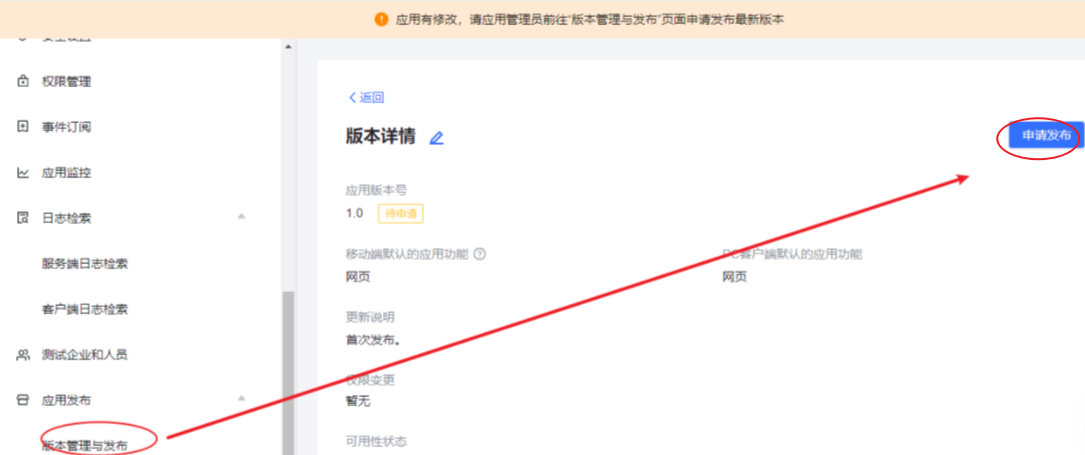 应用有修改，请应用管理员前往“版本管理与发布”页面申请发布最新版本
权限管理
事件订阅
应用监控
日志检索
服务端日志检索
客户端日志检索
测试企业和人员
应用发布
版本管理与发布
返回
版本详情
申请发布
应用版本号
1.0 待申请
移动端默认的应用功能
网页
PC客户端默认的应用功能
网页
更新说明
首次发布。
权限变更
暂无
可用性状态